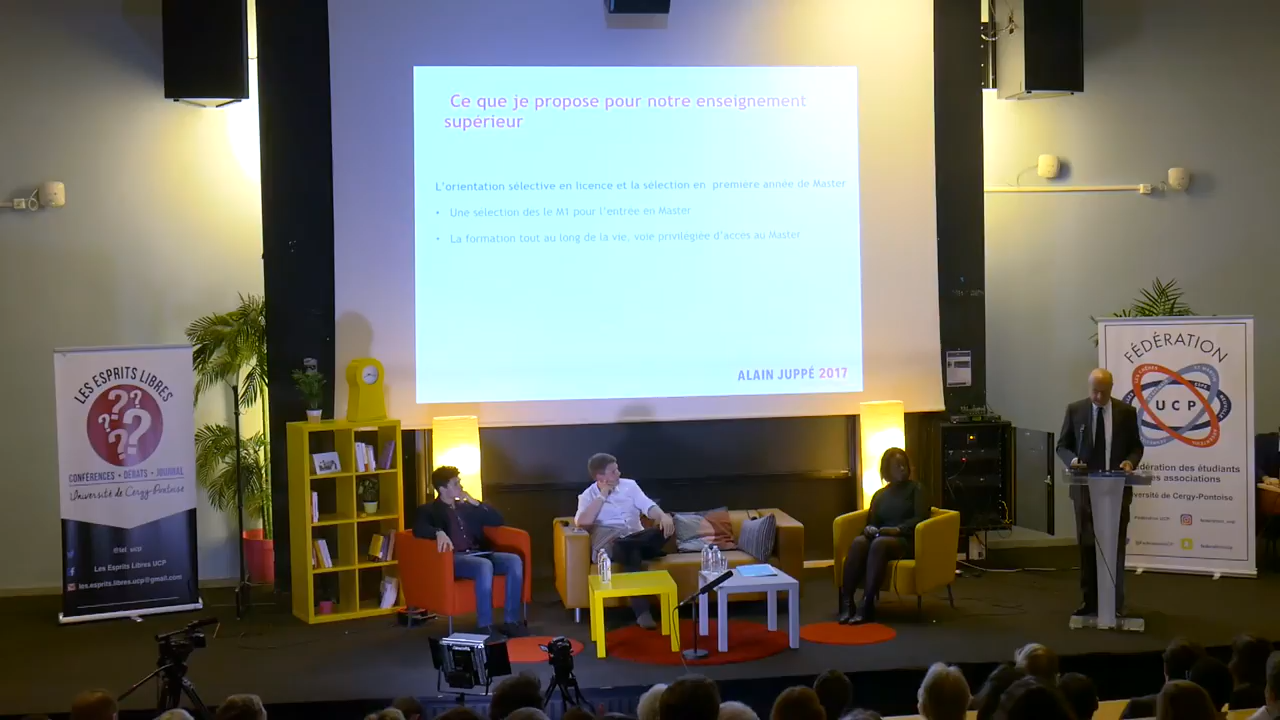 Ce que je propose pour notre enseignement
supérieur
L'orientation sélective en licence et la sélection en première année de Master
• Une sélection dès le M1 pour l'entrée en Master
• La formation tout au long de la vie, voie privilégiée d'accès au Master
ALAIN JUPPÉ 2017
LES ESPRITS LIBRES
? ? ? ? ?
CONFÉRENCES • DÉBATS • JOURNAL
Université de Cergy-Pontoise
Les Esprits Libres UCP
les.esprits.libres.ucp@gmail.com
FÉDÉRATION
UCP
édération des étudiants
es associations
versité de Cergy-Pontoise